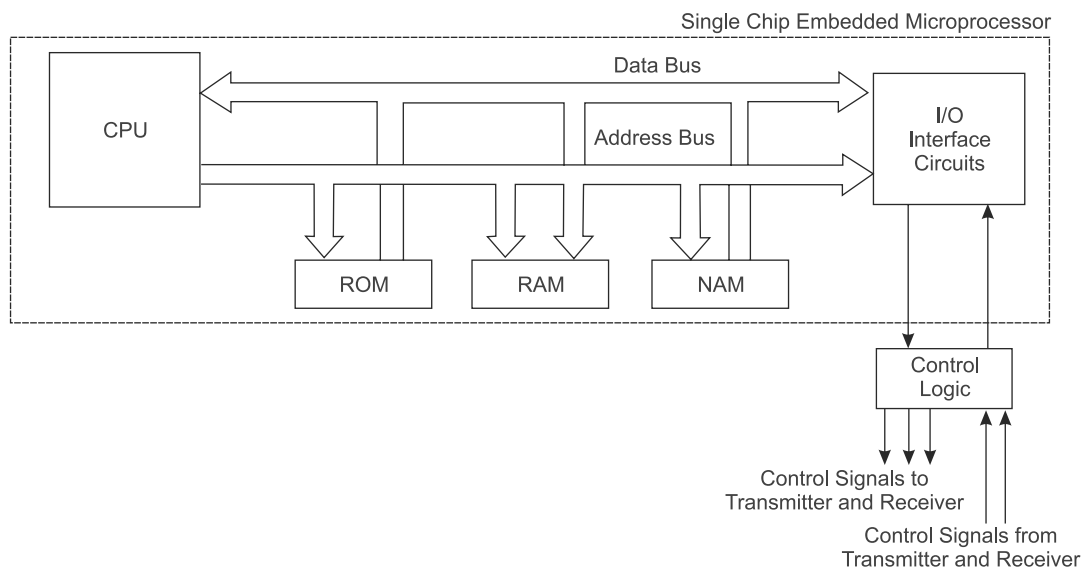 Single Chip Embedded Microprocessor
Data Bus
CPU
I/O
Interface
Circuits
Address Bus
ROM
RAM
NAM
Control
Logic
Control Signals to
Transmitter and Receiver
Control Signals from
Transmitter and Receiver